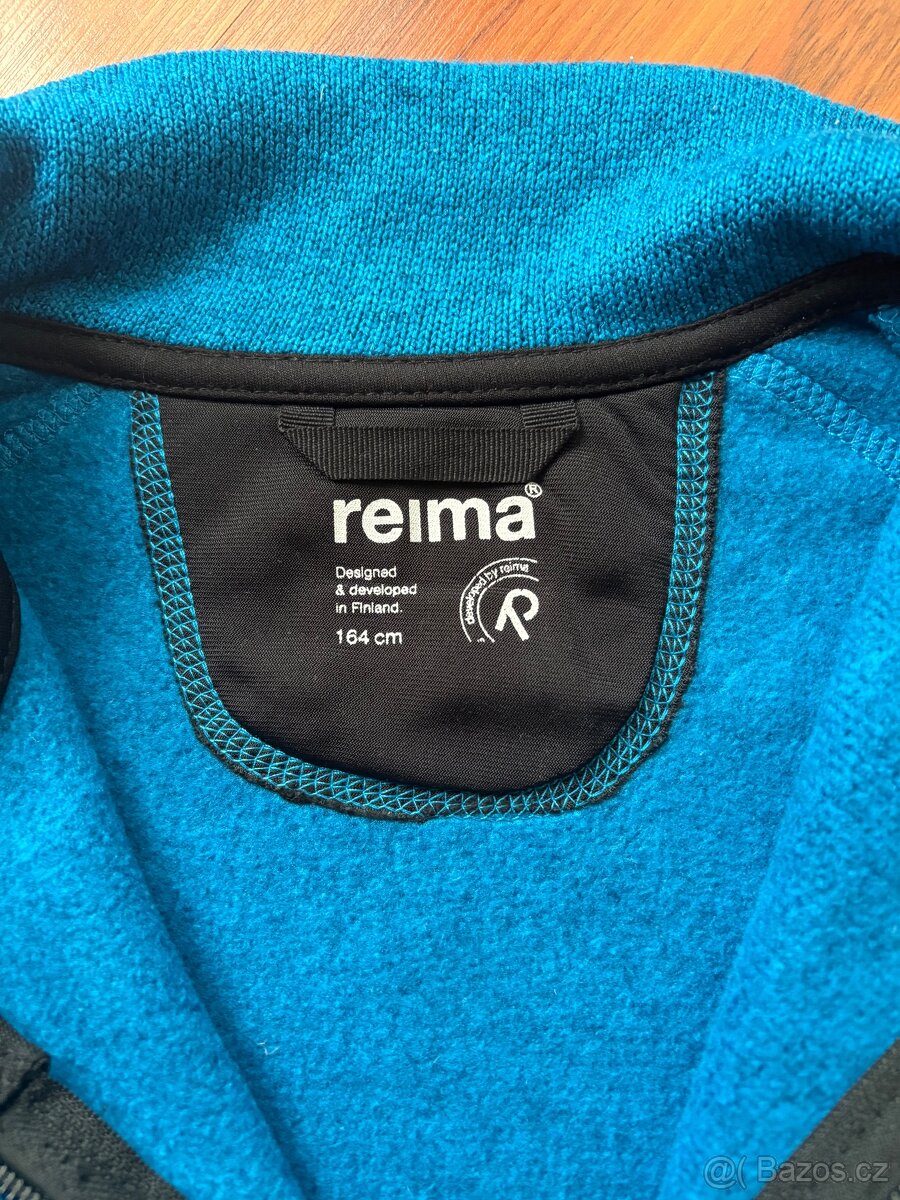 reima®
Designed
& developed
in Finland.
164 cm
developed by reima
@( Bazos.cz